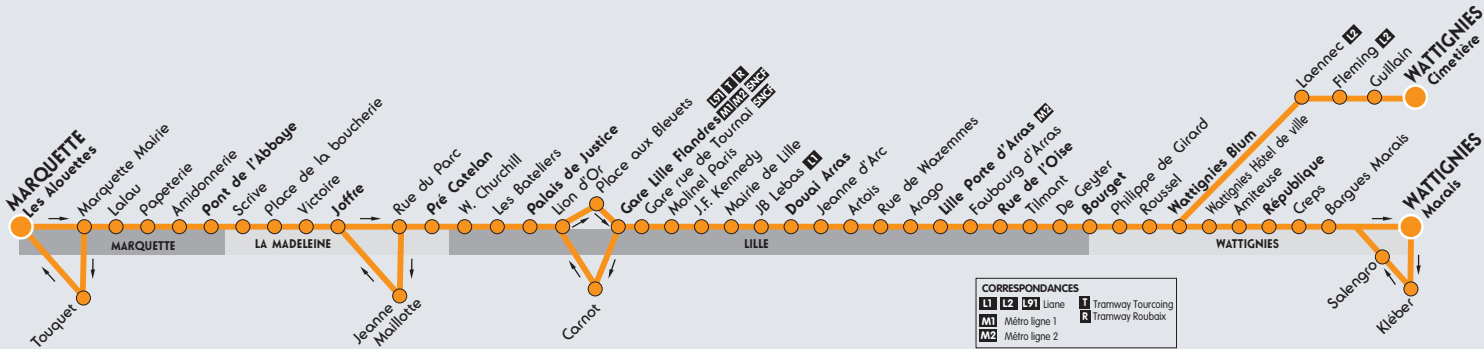 MARQUETTE
Les Alouettes
Marquette Mairie
Lalau
Papeterie
Amidonnerie
Pont de l'Abbaye
Scrive
Place de la boucherie
Victoire
Joffre
Rue du Parc
Pré Catelan
W. Churchill
Les Bateliers
Palais de Justice
Lion d'Or
Place aux Bleuets
Gare Lille Flandres L91 T R M1 M2 SNCF
Gare rue de Tournai SNCF
Molinel Paris
J.F. Kennedy
Mairie de Lille
JB Lebas L1
Douai Arras
Jeanne d'Arc
Artois
Rue de Wazemmes
Arago
Lille Porte d'Arras M2
Faubourg d'Arras
Rue de l'Oise
Tilmant
De Geyter
Bourget
Philippe de Girard
Roussel
Wattignies Blum
Wattignies Hôtel de ville
Amiteuse
République
Creps
Bargues Marais
WATTIGNIES
Marais
Laennec L2
Fleming L2
Guillain
WATTIGNIES
Cimetière
MARQUETTE
LA MADELEINE
LILLE
WATTIGNIES
Touquet
Jeanne
Maillotte
Carnot
Salengro
Kléber
CORRESPONDANCES
L1 L2 L91 Liane
M1 Métro ligne 1
M2 Métro ligne 2
T Tramway Tourcoing
R Tramway Roubaix